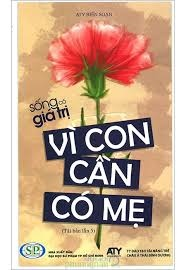 ATY BIÊN SOẠN
sống có
giá trị
VÌ CON
CẦN
CÓ MẸ
(Tái bản lần 3)
NHÀ XUẤT BẢN
ĐẠI HỌC SƯ PHẠM TP HỒ CHÍ MINH
ATY